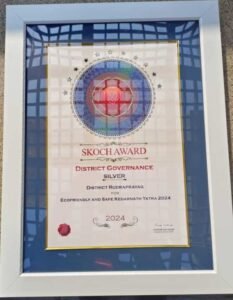 SKOCH AWARD
DISTRICT GOVERNANCE
SILVER
DISTRICT RUDRAPRAYAG
FOR
ECOFRIENDLY AND SAFE KEDARNATH YATRA 2024
2024